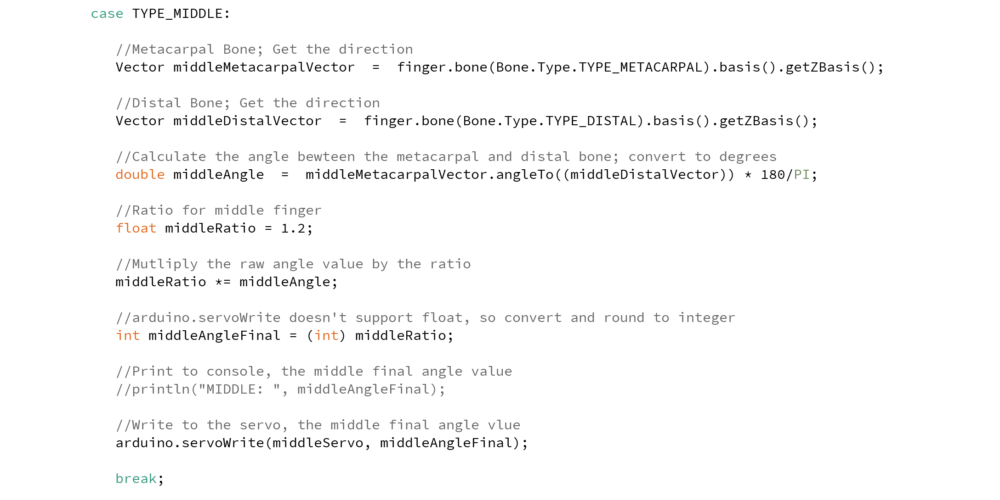 case TYPE_MIDDLE:
//Metacarpal Bone; Get the direction
Vector middleMetacarpalVector  =  finger.bone(Bone.Type.TYPE_METACARPAL).basis().getZBasis();
//Distal Bone; Get the direction
Vector middleDistalVector  =  finger.bone(Bone.Type.TYPE_DISTAL).basis().getZBasis();
//Calculate the angle bewteen the metacarpal and distal bone; convert to degrees
double middleAngle  =  middleMetacarpalVector.angleTo((middleDistalVector)) * 180/PI;
//Ratio for middle finger
float middleRatio = 1.2;
//Mutliply the raw angle value by the ratio
middleRatio *= middleAngle;
//arduino.servoWrite doesn't support float, so convert and round to integer
int middleAngleFinal = (int) middleRatio;
//Print to console, the middle final angle value
//println("MIDDLE: ", middleAngleFinal);
//Write to the servo, the middle final angle vlue
arduino.servoWrite(middleServo, middleAngleFinal);
break;